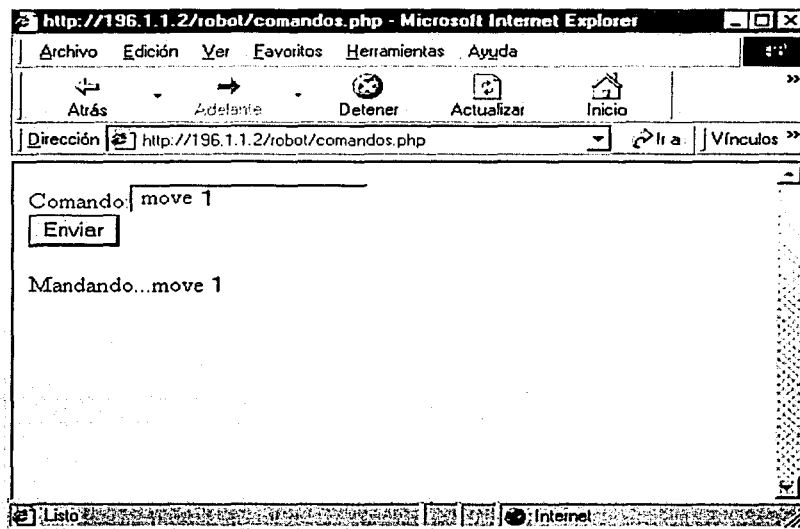 http://196.1.1.2/robot/comandos.php - Microsoft Internet Explorer
Archivo Edición Ver Favoritos Herramientas Ayuda
Atrás Adelante Detener Actualizar Inicio »
Dirección http://196.1.1.2/robot/comandos.php Ir a Vínculos »
Comando: move 1
Enviar
Mandando...move 1
Listo Internet